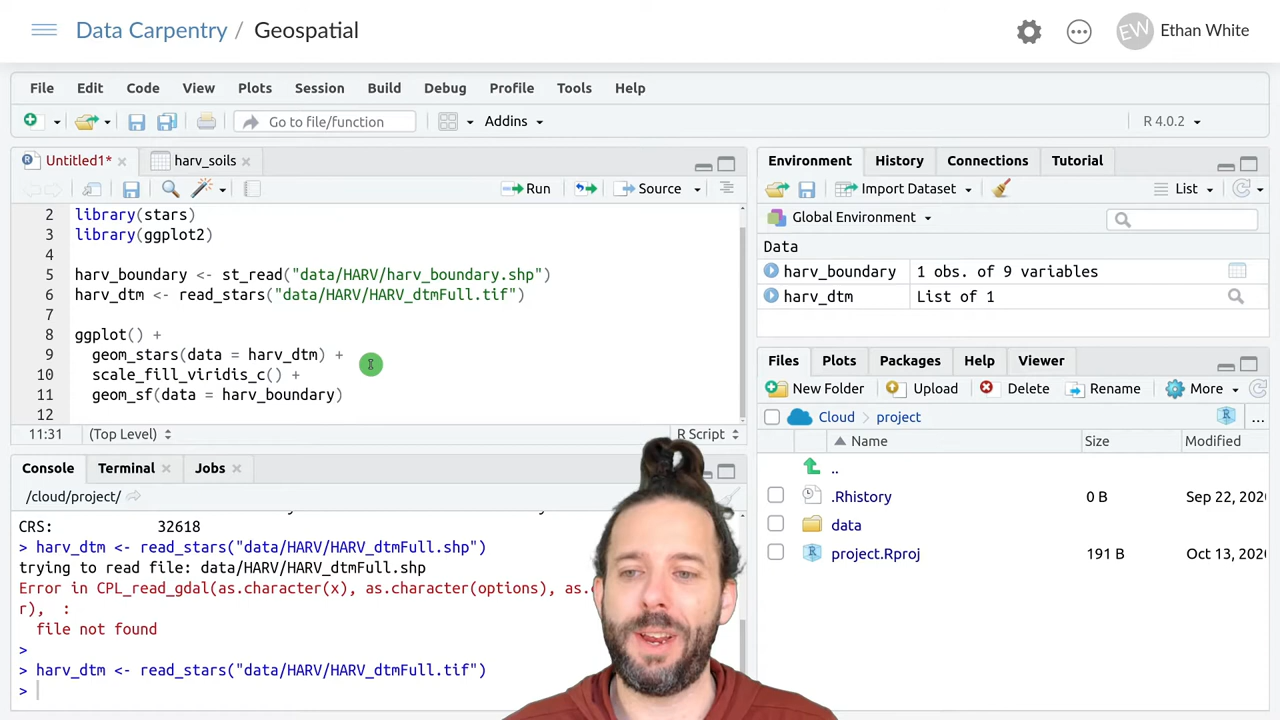 Data Carpentry / Geospatial
EW Ethan White
File Edit Code View Plots Session Build Debug Profile Tools Help
Go to file/function Addins R 4.0.2
Untitled1* harv_soils
Run Source
2 library(stars)
3 library(ggplot2)
4
5 harv_boundary <- st_read("data/HARV/harv_boundary.shp")
6 harv_dtm <- read_stars("data/HARV/HARV_dtmFull.tif")
7
8 ggplot() +
9 geom_stars(data = harv_dtm) +
10 scale_fill_viridis_c() +
11 geom_sf(data = harv_boundary)
12
11:31 (Top Level) R Script
Console Terminal Jobs
/cloud/project/
CRS: 32618
> harv_dtm <- read_stars("data/HARV/HARV_dtmFull.shp")
trying to read file: data/HARV/HARV_dtmFull.shp
Error in CPL_read_gdal(as.character(x), as.character(options), as.c
r), :
file not found
>
> harv_dtm <- read_stars("data/HARV/HARV_dtmFull.tif")
>
Environment History Connections Tutorial
Import Dataset List
Global Environment
Data
harv_boundary 1 obs. of 9 variables
harv_dtm List of 1
Files Plots Packages Help Viewer
New Folder Upload Delete Rename More
Cloud > project ...
Name Size Modified
..
.Rhistory 0 B Sep 22, 202
data
project.Rproj 191 B Oct 13, 202